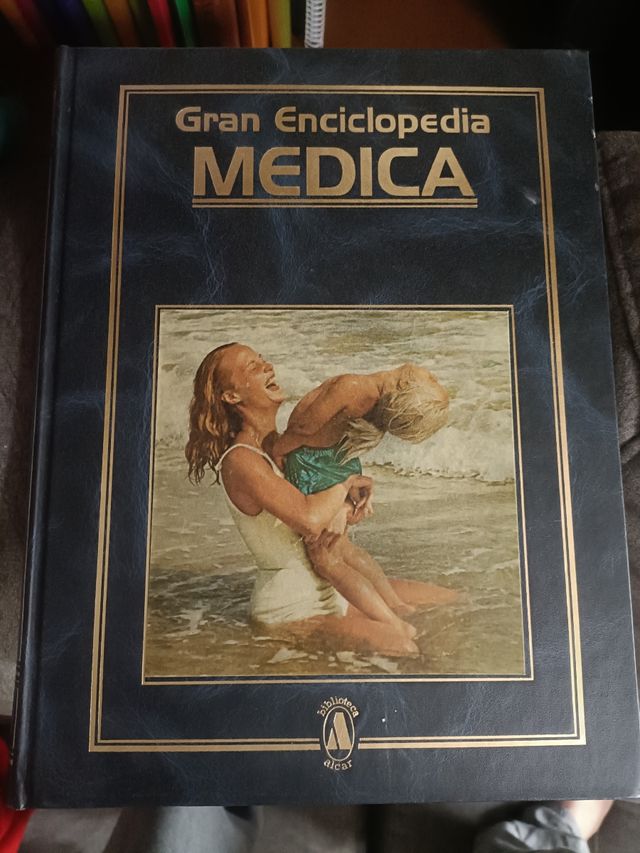 Gran Enciclopedia
MEDICA
biblioteca
alcar